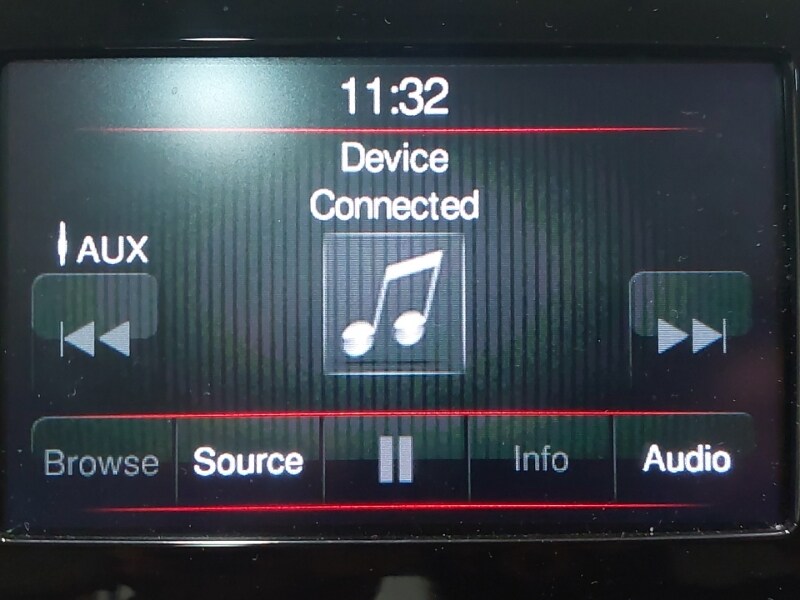 11:32
Device
Connected
AUX
Browse
Source
Info
Audio